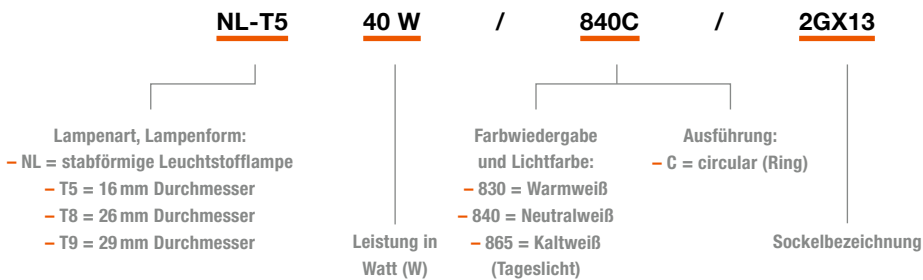 NL-T5 40 W / 840C / 2GX13
Lampenart, Lampenform:
– NL = stabförmige Leuchtstofflampe
– T5 = 16 mm Durchmesser
– T8 = 26 mm Durchmesser
– T9 = 29 mm Durchmesser
Leistung in
Watt (W)
Farbwiedergabe
und Lichtfarbe:
– 830 = Warmweiß
– 840 = Neutralweiß
– 865 = Kaltweiß
(Tageslicht)
Ausführung:
– C = circular (Ring)
Sockelbezeichnung